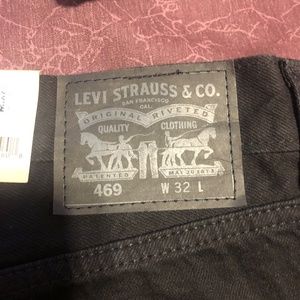 LEVI STRAUSS & CO.
SAN FRANCISCO
CAL.
ORIGINAL RIVETED
QUALITY CLOTHING
PATENTED MAY 20 1873
469 W 32 L